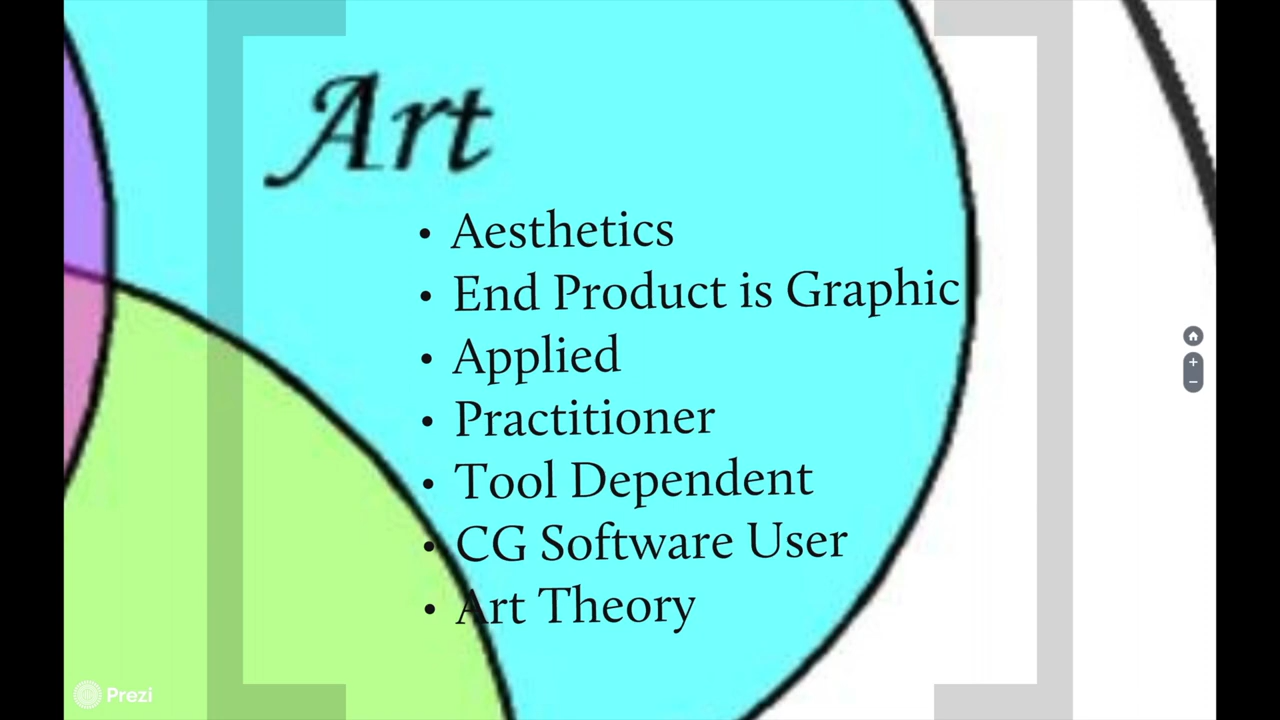 Art
• Aesthetics
• End Product is Graphic
• Applied
• Practitioner
• Tool Dependent
• CG Software User
• Art Theory
Prezi